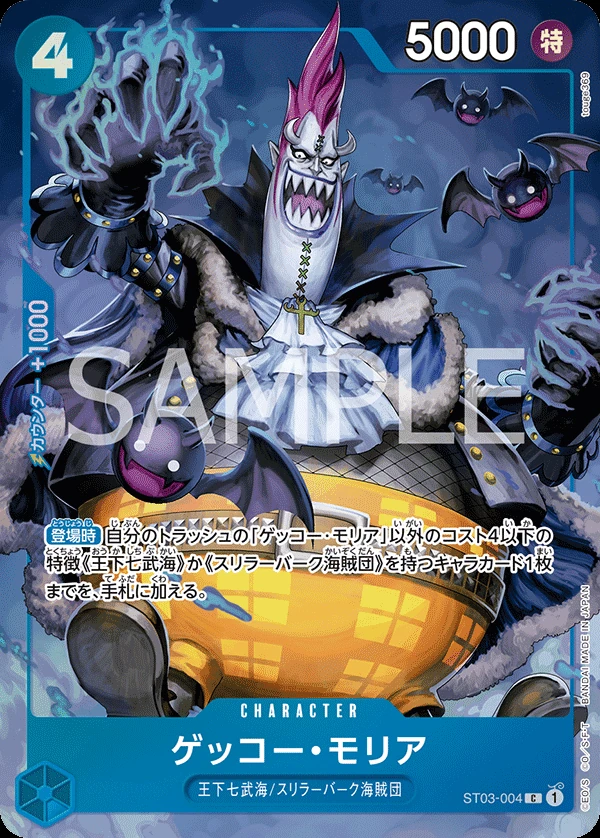 4
5000 特
touge369
カウンター +1000
SAMPLE
登場時 自分のトラッシュの「ゲッコー・モリア」以外のコスト4以下の
特徴《王下七武海》か《スリラーバーク海賊団》を持つキャラカード1枚
までを、手札に加える。
CHARACTER
ゲッコー・モリア
王下七武海/スリラーバーク海賊団
ST03-004 C 1
©E.O/S ©O/S・F・T BANDAI MADE IN JAPAN